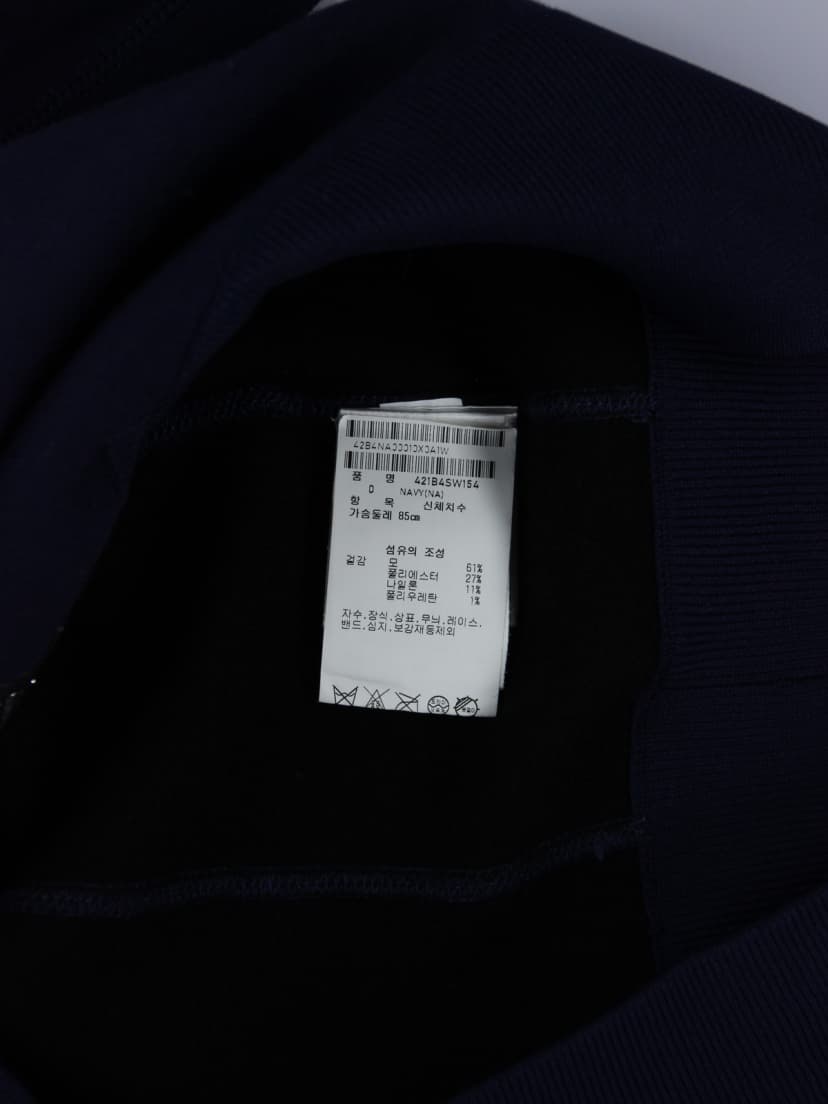 42B4NA00010X0A1W
품 명 421B4SW154
0 NAVY(NA)
항 목 신체치수
가슴둘레 85㎝
섬유의 조성
겉감 모 61%
폴리에스터 27%
나일론 11%
폴리우레탄 1%
자수.장식.상표.무늬.레이스.
밴드.심지.보강재등제외